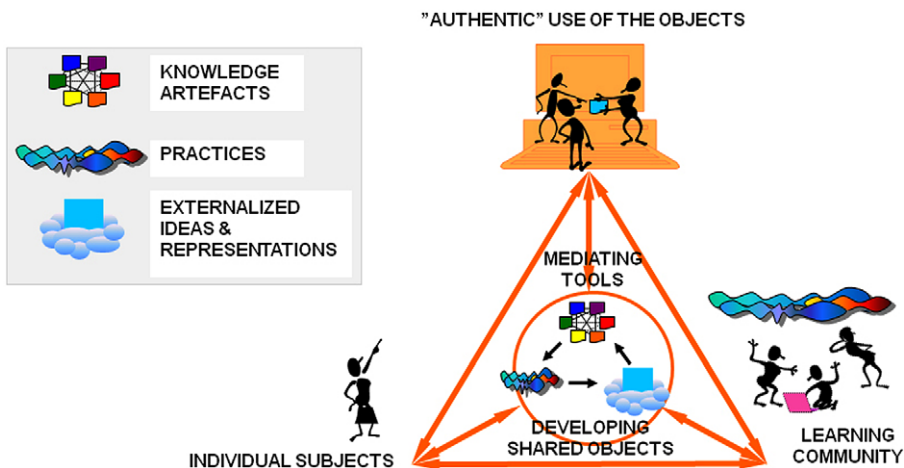 ”AUTHENTIC” USE OF THE OBJECTS
KNOWLEDGE
ARTEFACTS
PRACTICES
EXTERNALIZED
IDEAS &
REPRESENTATIONS
MEDIATING
TOOLS
DEVELOPING
SHARED OBJECTS
INDIVIDUAL SUBJECTS
LEARNING
COMMUNITY